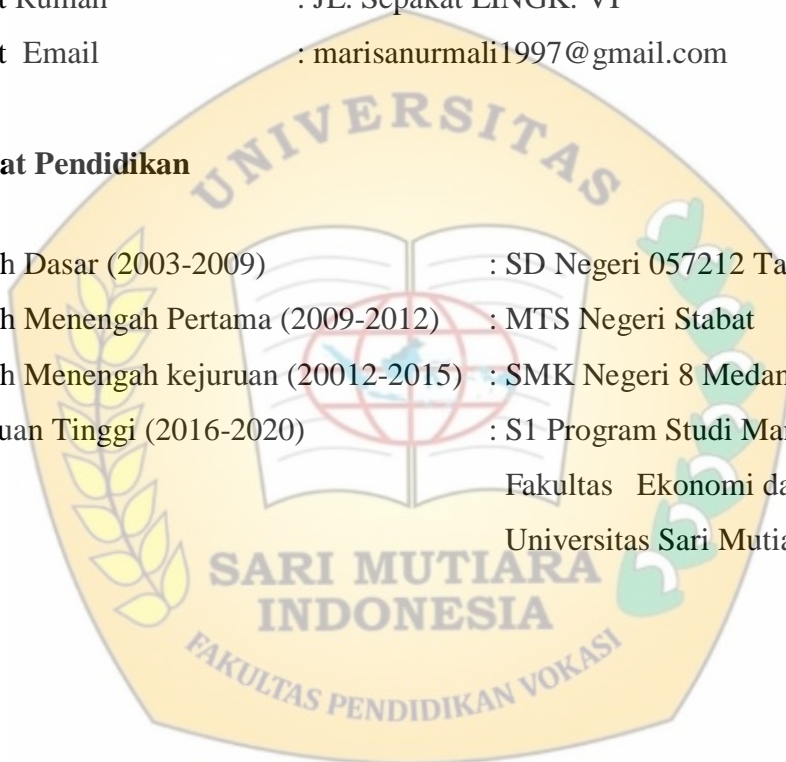 t Rumah : JL. Sepakat LINGK. VI
t Email : marisanurmali1997@gmail.com
UNIVERSITAS
at Pendidikan
h Dasar (2003-2009) : SD Negeri 057212 Ta
h Menengah Pertama (2009-2012) : MTS Negeri Stabat
h Menengah kejuruan (20012-2015) : SMK Negeri 8 Medan
uan Tinggi (2016-2020) : S1 Program Studi Ma
Fakultas Ekonomi da
Universitas Sari Mutia
SARI MUTIARA
INDONESIA
FAKULTAS PENDIDIKAN VOKASI